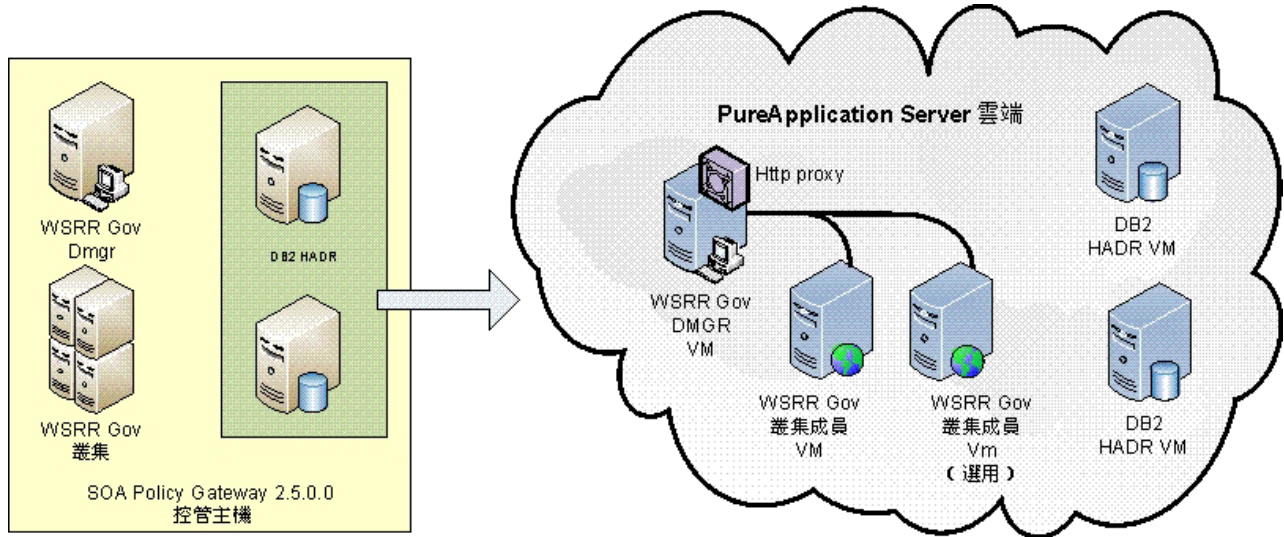 WSRR Gov
Dmgr
DB2 HADR
WSRR Gov
叢集
SOA Policy Gateway 2.5.0.0
控管主機
PureApplication Server 雲端
Http proxy
WSRR Gov
DMGR
VM
WSRR Gov
叢集成員
VM
WSRR Gov
叢集成員
Vm
（選用）
DB2
HADR VM
DB2
HADR VM